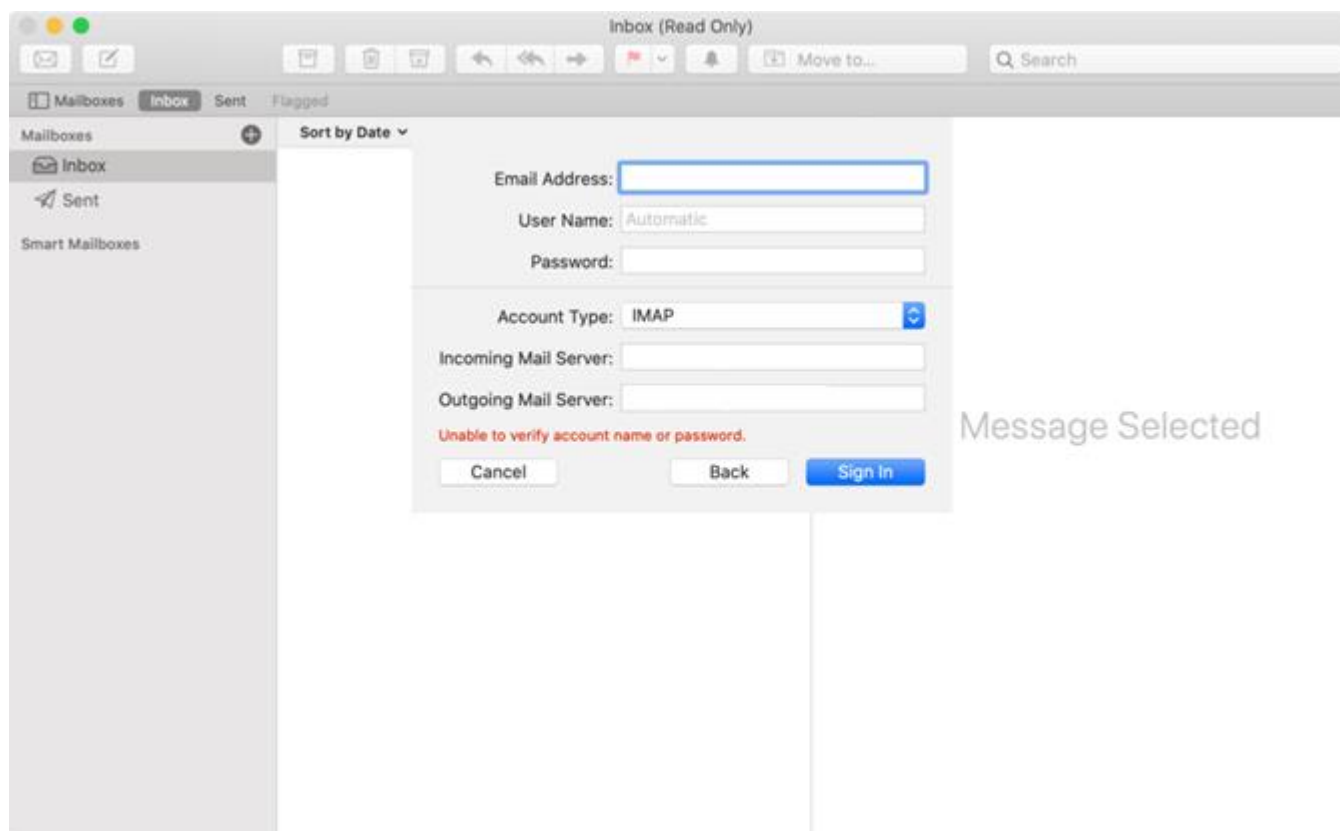 Inbox (Read Only)
Move to...
Search
Mailboxes Inbox Sent Flagged
Mailboxes
Inbox
Sent
Smart Mailboxes
Sort by Date
Email Address:
User Name: Automatic
Password:
Account Type: IMAP
Incoming Mail Server:
Outgoing Mail Server:
Unable to verify account name or password.
Cancel Back Sign In
Message Selected